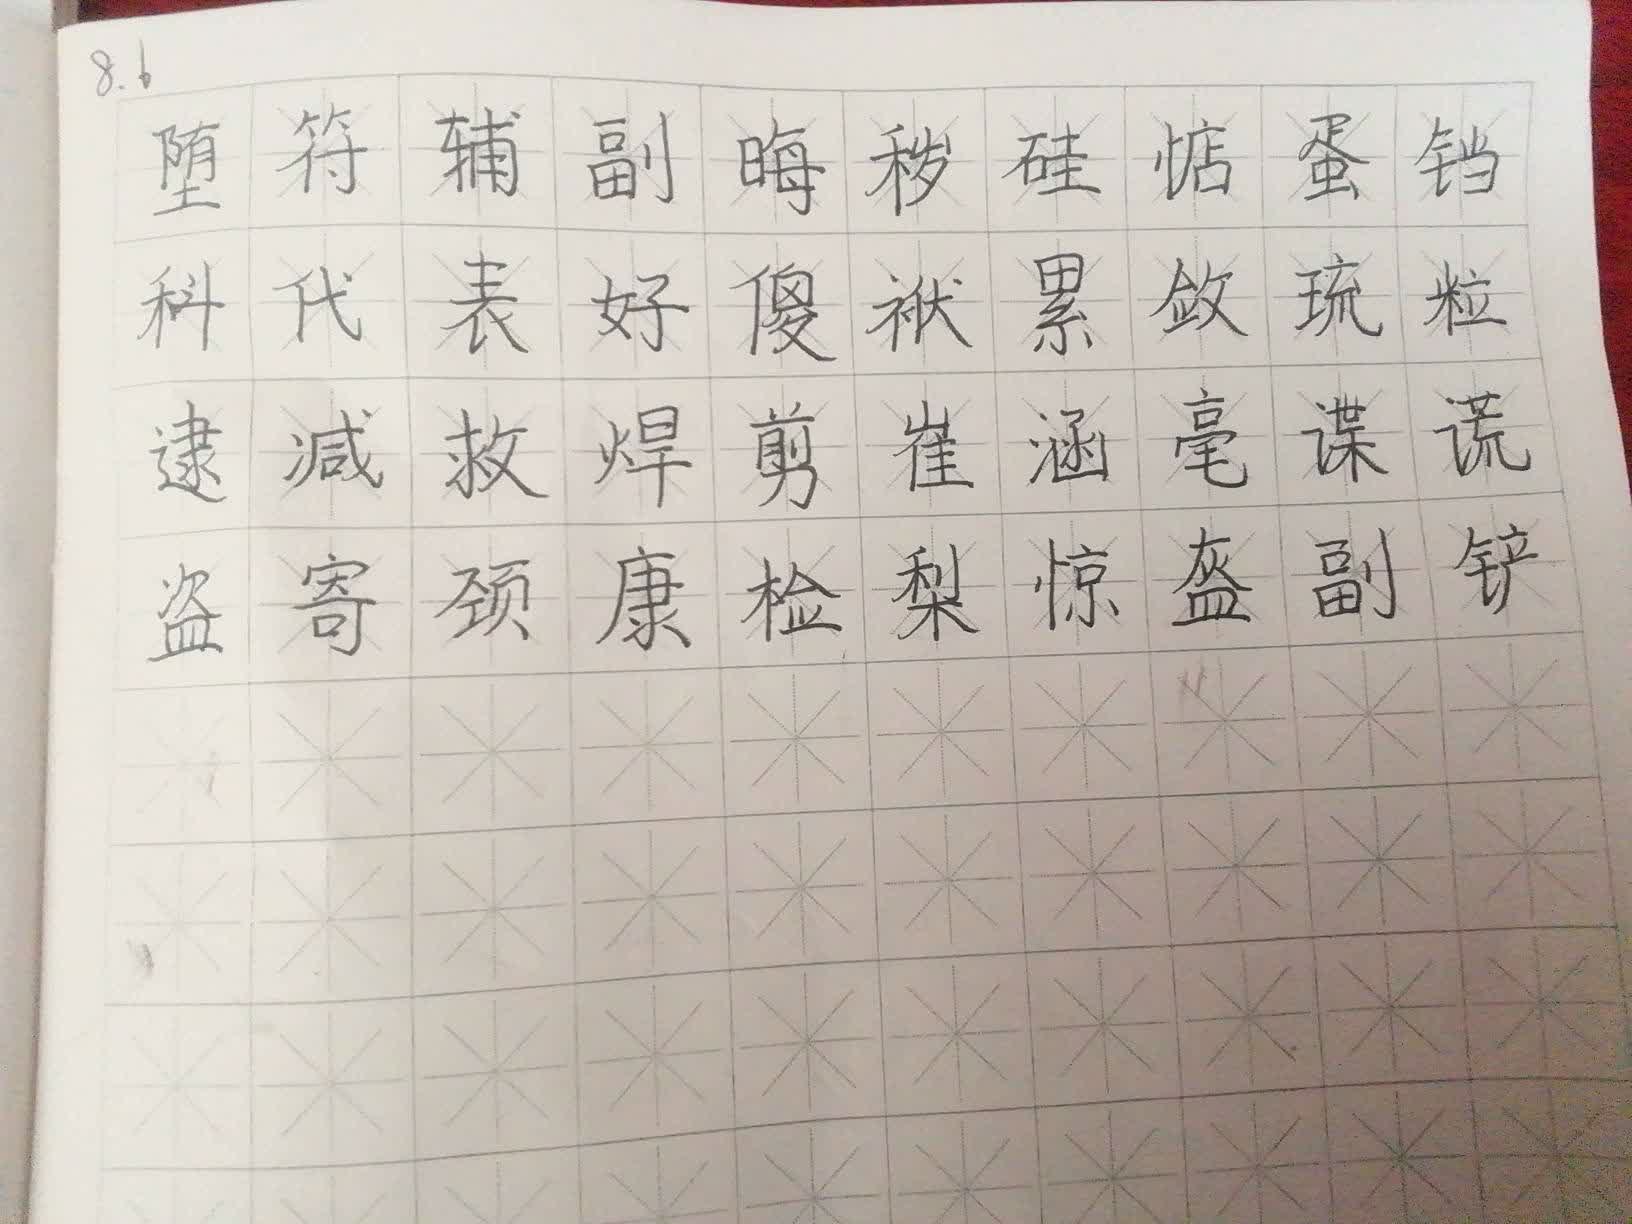 8.6
堕符辅副晦秽硅惦蛋铛
科代表好傻袱累敛琉粒
逮减救焊剪崔涵毫谍谎
盗寄颈康检梨惊盔副铲